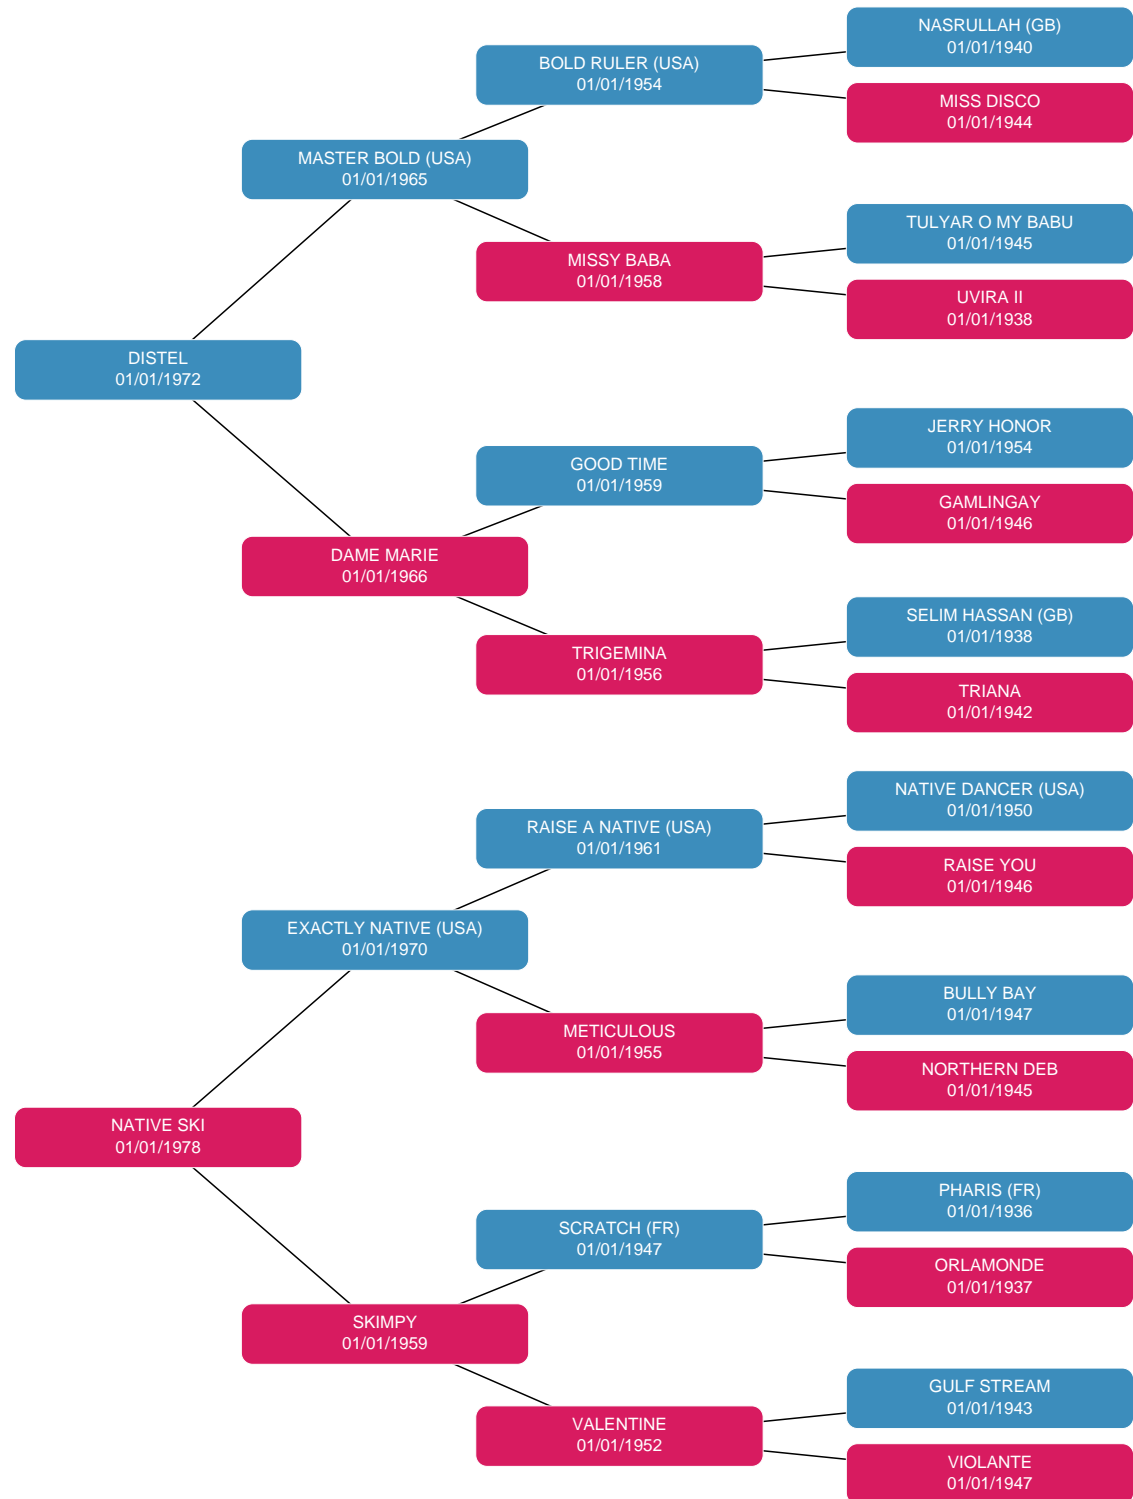 NASRULLAH (GB)
01/01/1940
BOLD RULER (USA)
01/01/1954
MISS DISCO
01/01/1944
MASTER BOLD (USA)
01/01/1965
TULYAR O MY BABU
01/01/1945
MISSY BABA
01/01/1958
UVIRA II
01/01/1938
DISTEL
01/01/1972
JERRY HONOR
01/01/1954
GOOD TIME
01/01/1959
GAMLINGAY
01/01/1946
DAME MARIE
01/01/1966
SELIM HASSAN (GB)
01/01/1938
TRIGEMINA
01/01/1956
TRIANA
01/01/1942
NATIVE DANCER (USA)
01/01/1950
RAISE A NATIVE (USA)
01/01/1961
RAISE YOU
01/01/1946
EXACTLY NATIVE (USA)
01/01/1970
BULLY BAY
01/01/1947
METICULOUS
01/01/1955
NORTHERN DEB
01/01/1945
NATIVE SKI
01/01/1978
PHARIS (FR)
01/01/1936
SCRATCH (FR)
01/01/1947
ORLAMONDE
01/01/1937
SKIMPY
01/01/1959
GULF STREAM
01/01/1943
VALENTINE
01/01/1952
VIOLANTE
01/01/1947